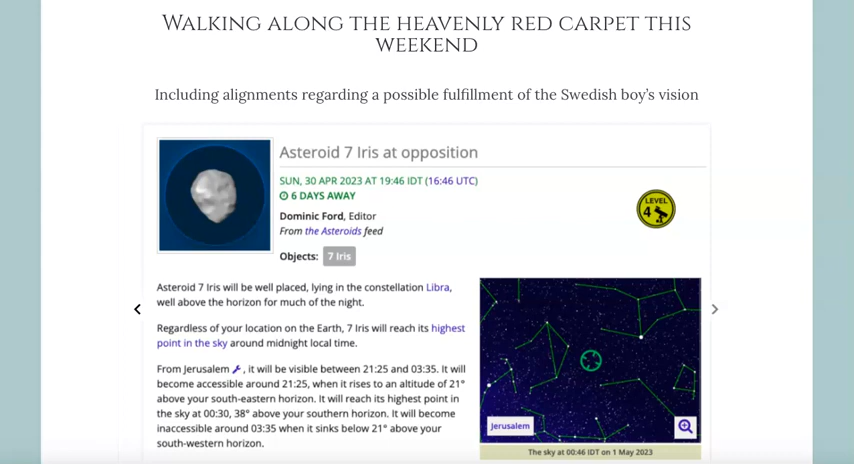 Walking along the heavenly red carpet this
weekend
Including alignments regarding a possible fulfillment of the Swedish boy’s vision
Asteroid 7 Iris at opposition
SUN, 30 APR 2023 AT 19:46 IDT (16:46 UTC)
6 DAYS AWAY
Dominic Ford, Editor
From the Asteroids feed
LEVEL
4
Objects: 7 Iris
Asteroid 7 Iris will be well placed, lying in the constellation Libra,
well above the horizon for much of the night.
Regardless of your location on the Earth, 7 Iris will reach its highest
point in the sky around midnight local time.
From Jerusalem , it will be visible between 21:25 and 03:35. It will
become accessible around 21:25, when it rises to an altitude of 21°
above your south-eastern horizon. It will reach its highest point in
the sky at 00:30, 38° above your southern horizon. It will become
inaccessible around 03:35 when it sinks below 21° above your
south-western horizon.
Jerusalem
The sky at 00:46 IDT on 1 May 2023